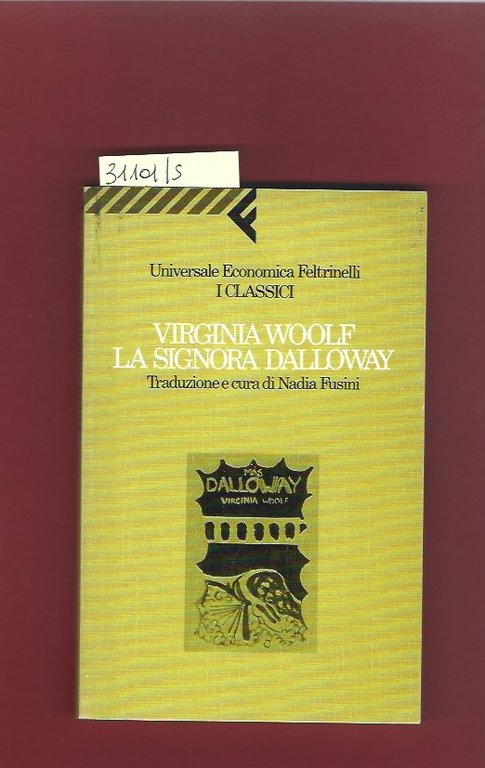 31101/S
Universale Economica Feltrinelli
I CLASSICI
VIRGINIA WOOLF
LA SIGNORA DALLOWAY
Traduzione e cura di Nadia Fusini
MRS
DALLOWAY
VIRGINIA WOOLF